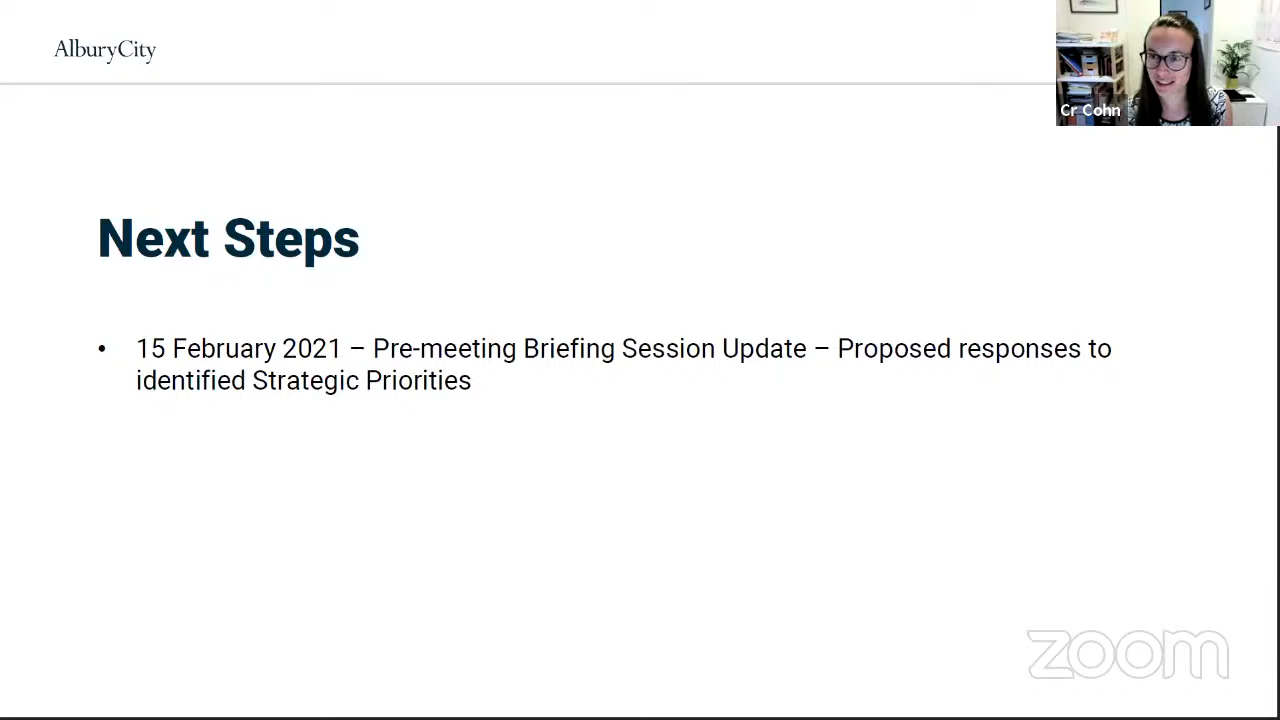 AlburyCity
Cr Cohn
Next Steps
• 15 February 2021 – Pre-meeting Briefing Session Update – Proposed responses to
identified Strategic Priorities
zoom